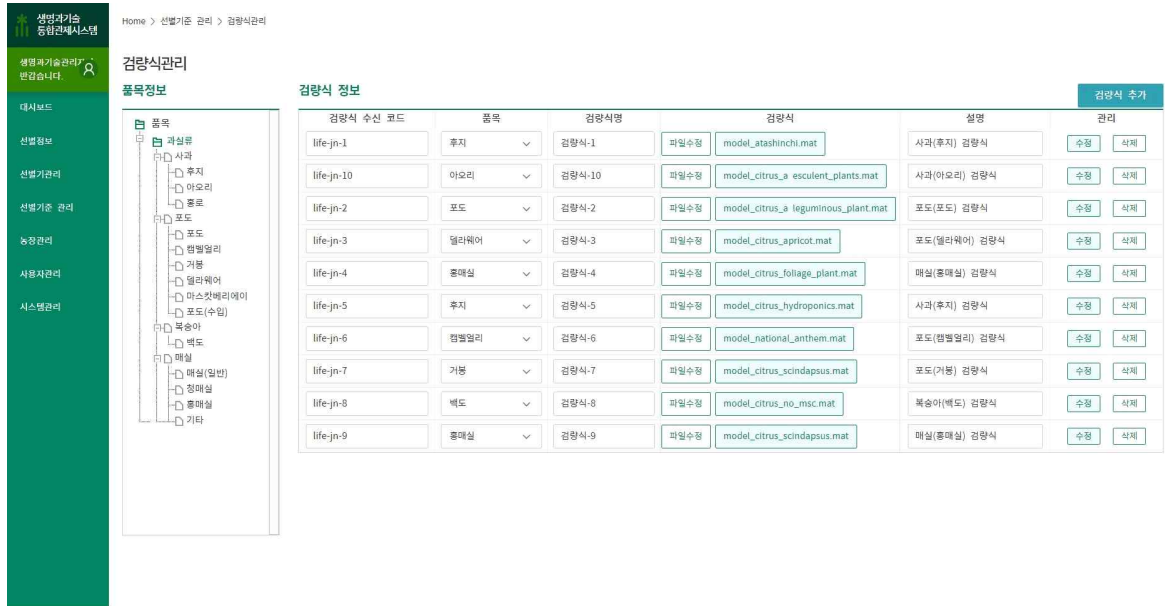 생명과기술
통합관제시스템
Home > 선별기준 관리 > 검량식관리
생명과기술관리자
반갑습니다.
대시보드
선별정보
선별기관리
선별기준 관리
농장관리
사용자관리
시스템관리
검량식관리
품목정보
품목
과실류
사과
후지
아오리
홍로
포도
포도
캠벨얼리
거봉
델라웨어
마스캇베리에이
포도(수입)
복숭아
백도
매실
매실(일반)
청매실
홍매실
기타
검량식 정보
검량식 추가
검량식 수신 코드 품목 검량식명 검량식 설명 관리
life-jn-1 후지 검량식-1 파일수정 model_atashinchi.mat 사과(후지) 검량식 수정 삭제
life-jn-10 아오리 검량식-10 파일수정 model_citrus_a esculent_plants.mat 사과(아오리) 검량식 수정 삭제
life-jn-2 포도 검량식-2 파일수정 model_citrus_a leguminous_plant.mat 포도(포도) 검량식 수정 삭제
life-jn-3 델라웨어 검량식-3 파일수정 model_citrus_apricot.mat 포도(델라웨어) 검량식 수정 삭제
life-jn-4 홍매실 검량식-4 파일수정 model_citrus_foliage_plant.mat 매실(홍매실) 검량식 수정 삭제
life-jn-5 후지 검량식-5 파일수정 model_citrus_hydroponics.mat 사과(후지) 검량식 수정 삭제
life-jn-6 캠벨얼리 검량식-6 파일수정 model_national_anthem.mat 포도(캠벨얼리) 검량식 수정 삭제
life-jn-7 거봉 검량식-7 파일수정 model_citrus_scindapsus.mat 포도(거봉) 검량식 수정 삭제
life-jn-8 백도 검량식-8 파일수정 model_citrus_no_msc.mat 복숭아(백도) 검량식 수정 삭제
life-jn-9 홍매실 검량식-9 파일수정 model_citrus_scindapsus.mat 매실(홍매실) 검량식 수정 삭제